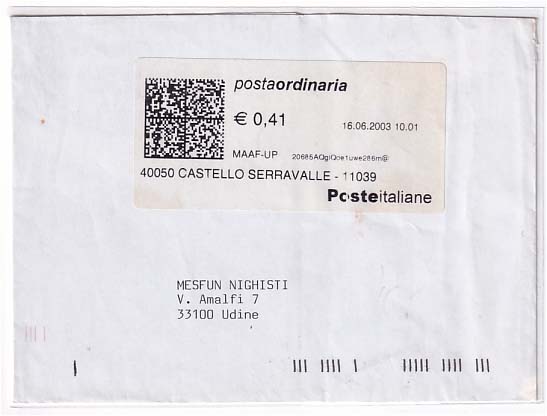 postaordinaria
€ 0,41 16.06.2003 10.01
MAAF-UP 20685AQgiQoe1uwe286m@
40050 CASTELLO SERRAVALLE - 11039
Posteitaliane
MESFUN NIGHISTI
V. Amalfi 7
33100 Udine